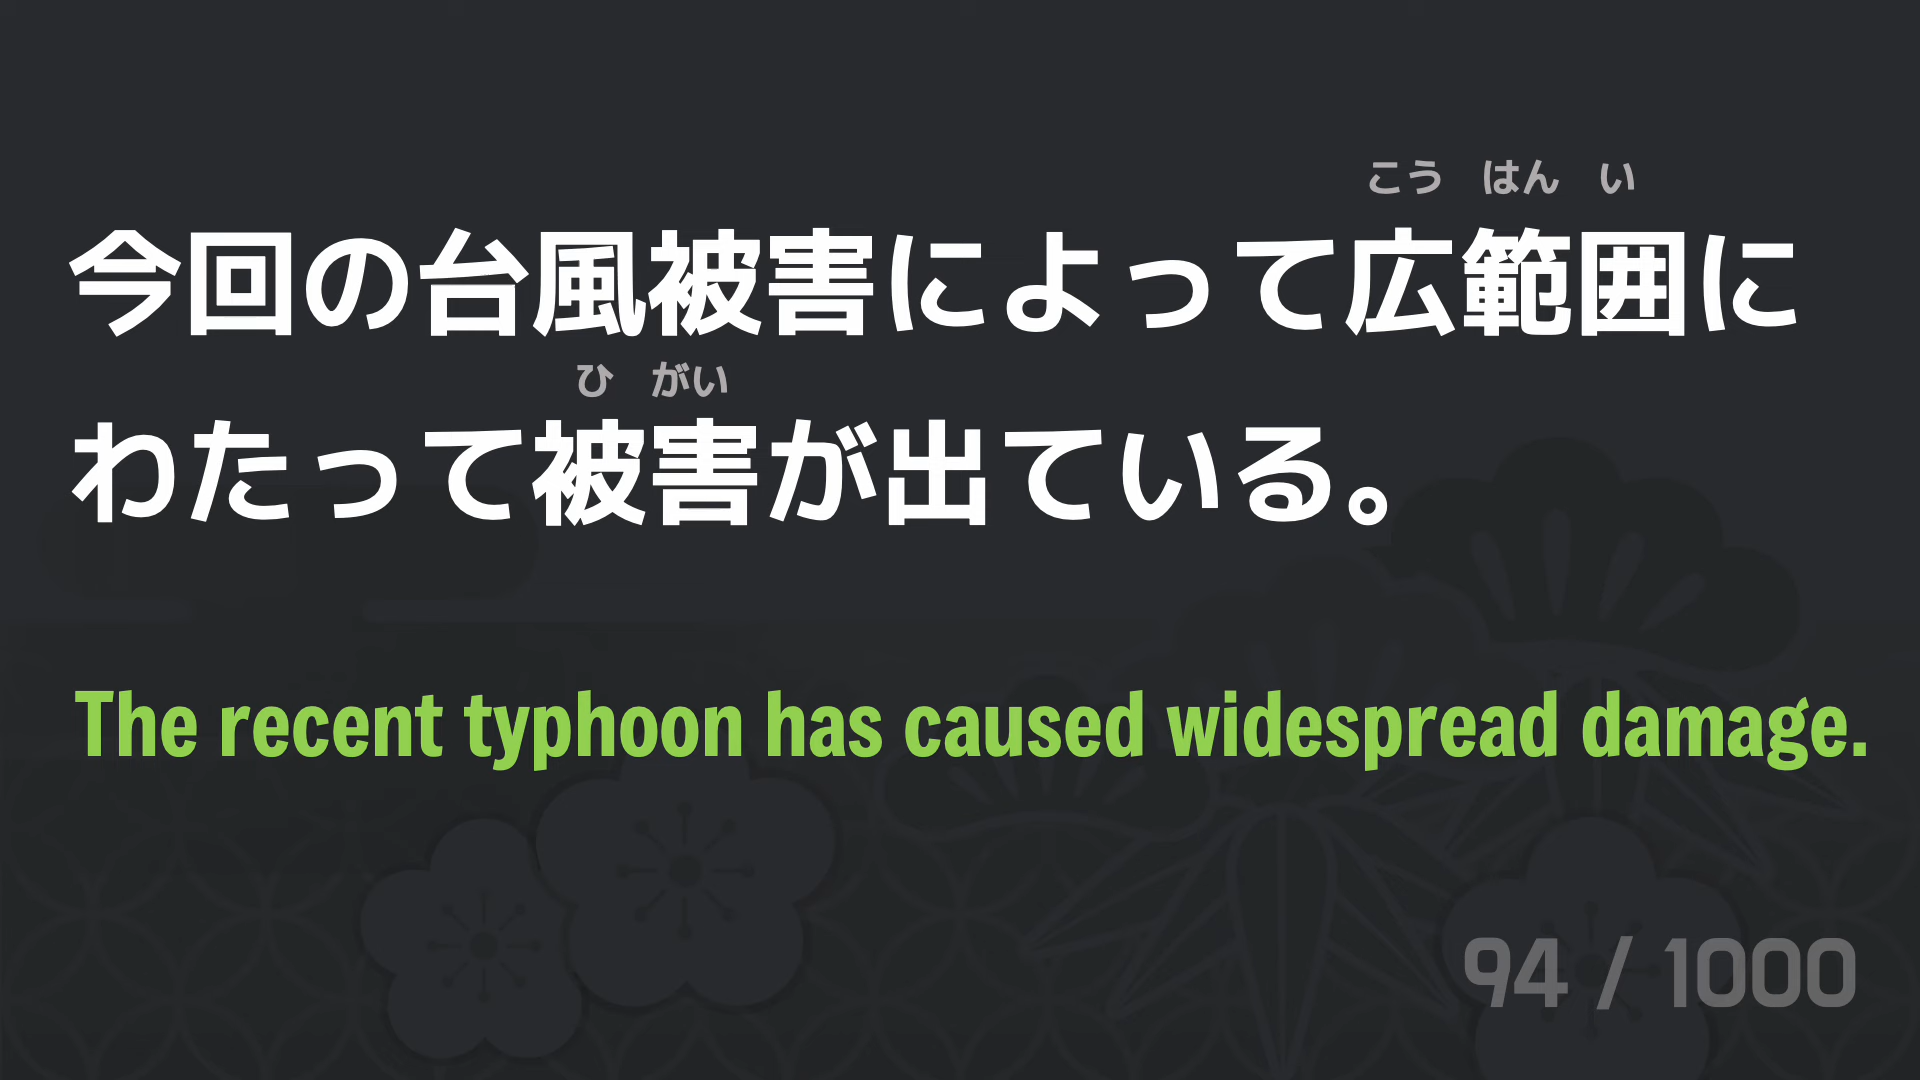 こう はん い
今回の台風被害によって広範囲に
ひ がい
わたって被害が出ている。
The recent typhoon has caused widespread damage.
94 / 1000